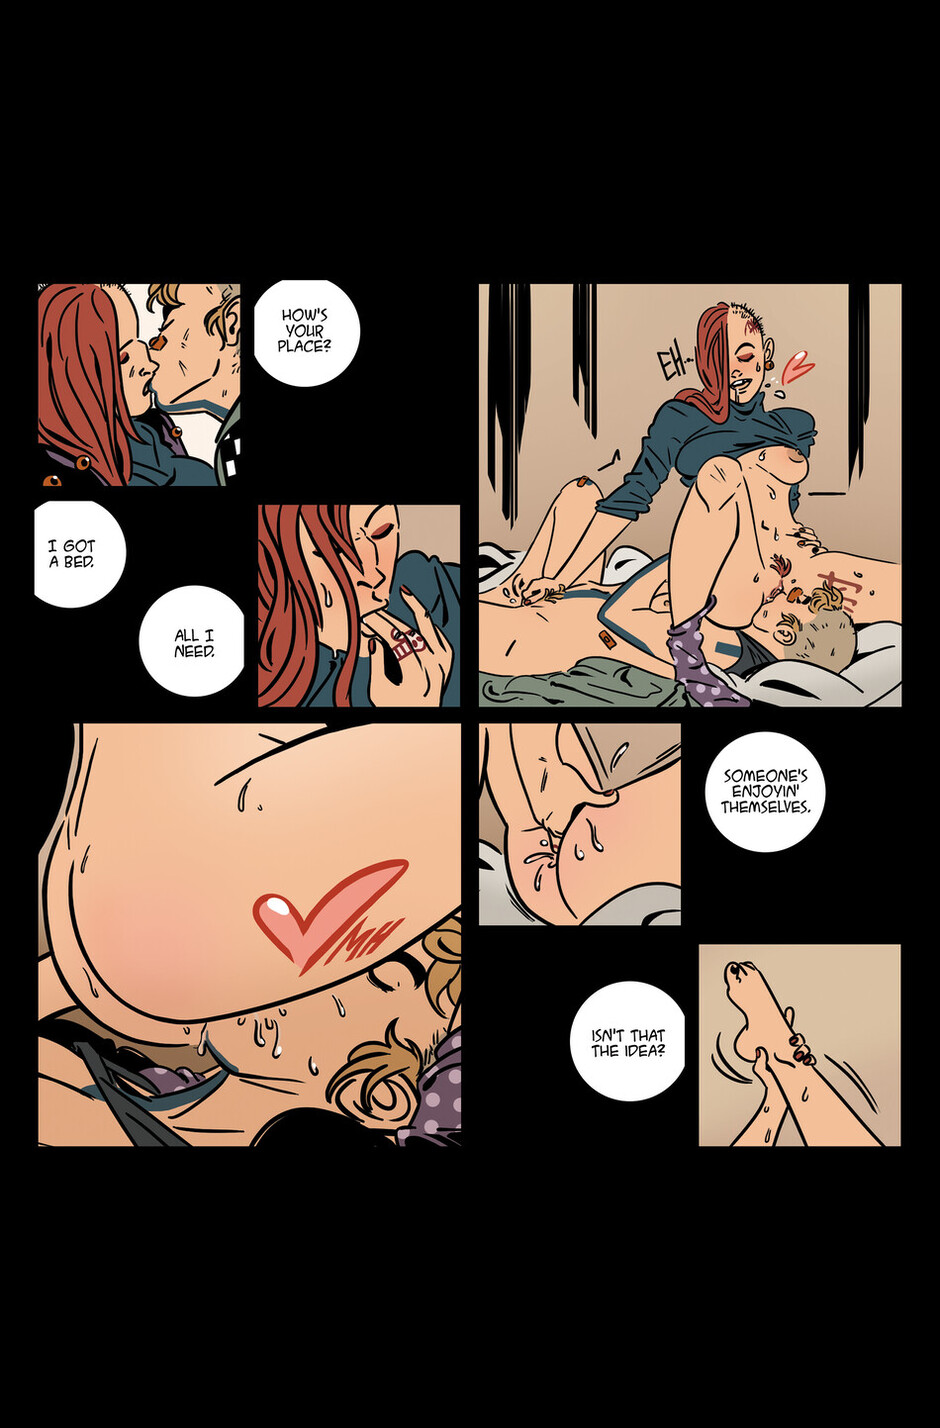 HOW'S
YOUR
PLACE?
I GOT
A BED.
ALL I
NEED.
EH...
MH
SOMEONE'S
ENJOYIN'
THEMSELVES.
ISN'T THAT
THE IDEA?